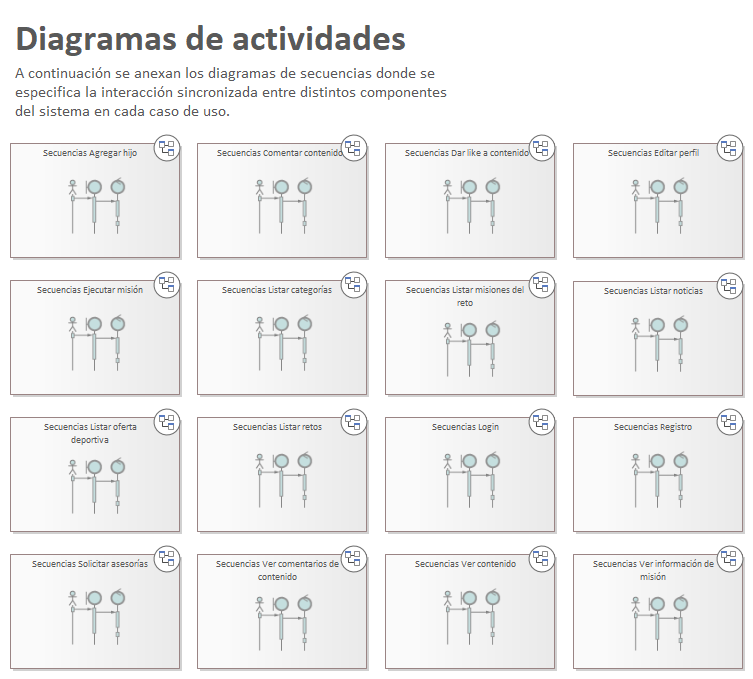 Diagramas de actividades
A continuación se anexan los diagramas de secuencias donde se
especifica la interacción sincronizada entre distintos componentes
del sistema en cada caso de uso.
Secuencias Agregar hijo
Secuencias Comentar contenido
Secuencias Dar like a contenido
Secuencias Editar perfil
Secuencias Ejecutar misión
Secuencias Listar categorías
Secuencias Listar misiones del
reto
Secuencias Listar noticias
Secuencias Listar oferta
deportiva
Secuencias Listar retos
Secuencias Login
Secuencias Registro
Secuencias Solicitar asesorías
Secuencias Ver comentarios de
contenido
Secuencias Ver contenido
Secuencias Ver información de
misión